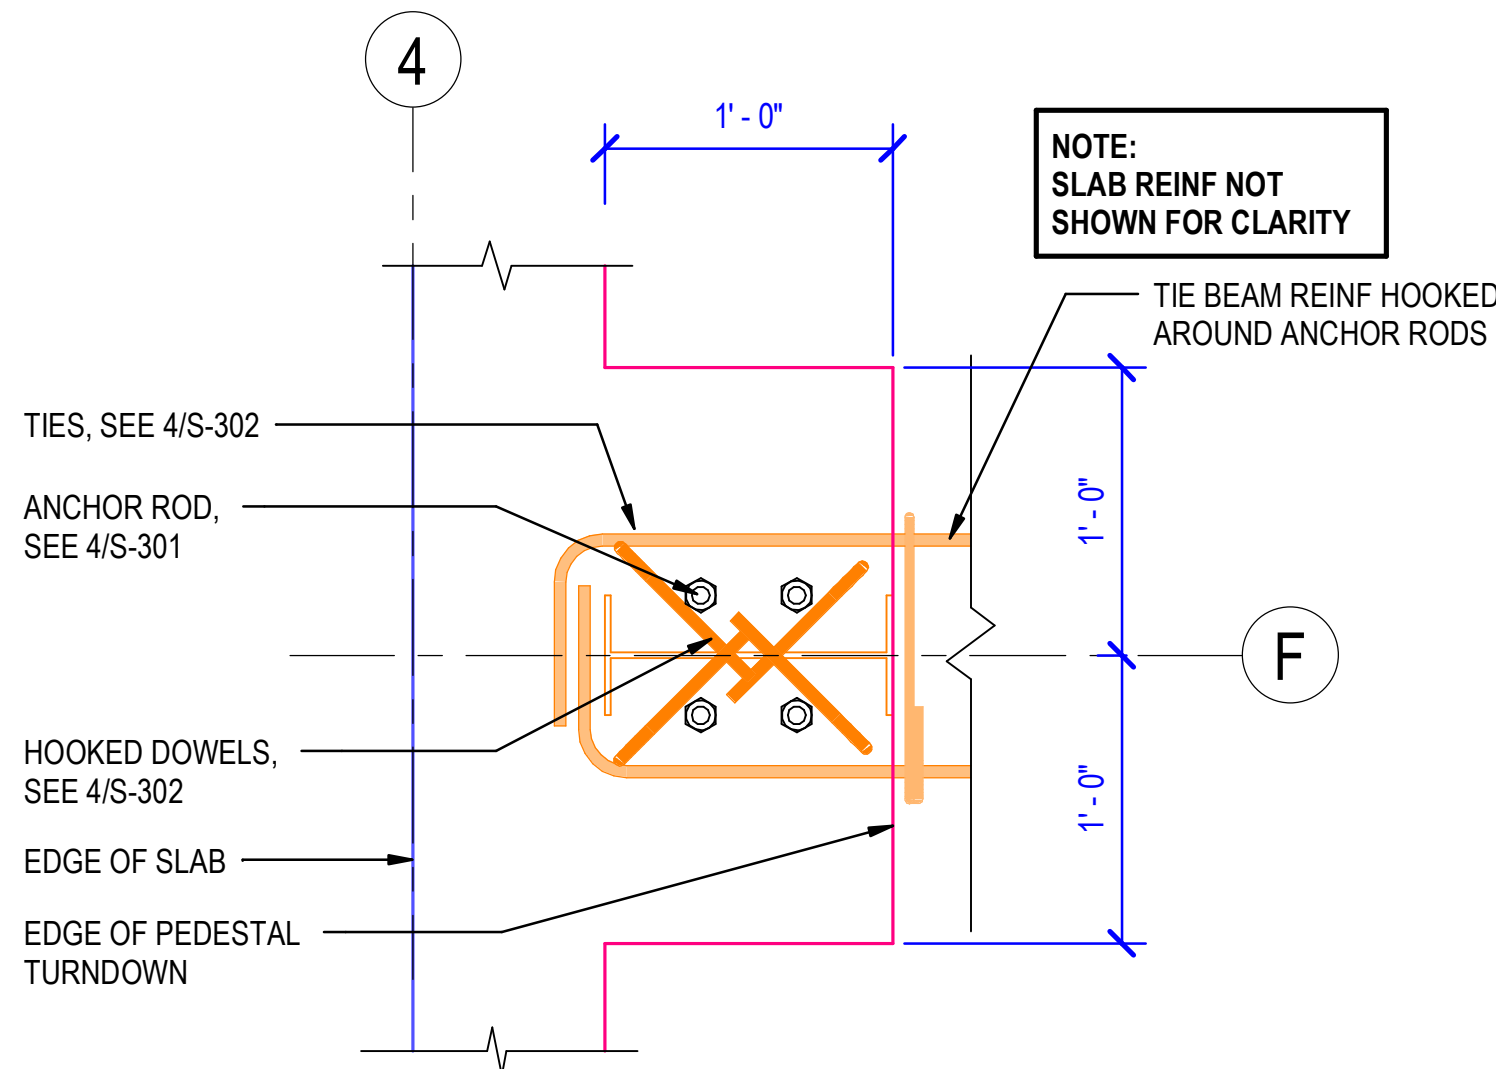 4
1' - 0"
NOTE:
SLAB REINF NOT
SHOWN FOR CLARITY
TIE BEAM REINF HOOKED
AROUND ANCHOR RODS
TIES, SEE 4/S-302
ANCHOR ROD,
SEE 4/S-301
1' - 0"
F
HOOKED DOWELS,
SEE 4/S-302
1' - 0"
EDGE OF SLAB
EDGE OF PEDESTAL
TURNDOWN